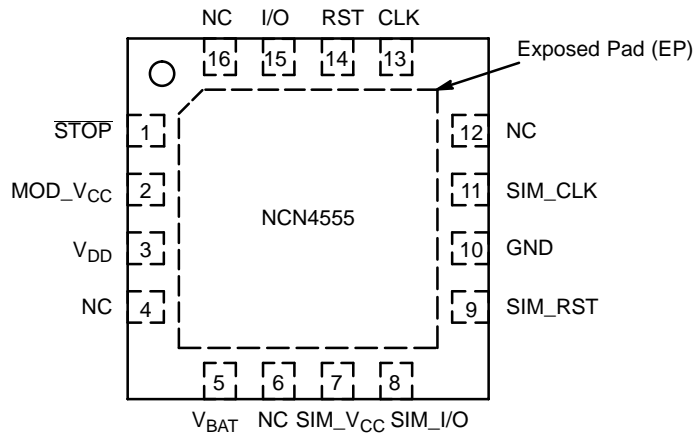 NC I/O RST CLK
16 15 14 13
Exposed Pad (EP)
STOP 1 12 NC
MOD_VCC 2 11 SIM_CLK
NCN4555
VDD 3 10 GND
NC 4 9 SIM_RST
5 6 7 8
VBAT NC SIM_VCC SIM_I/O